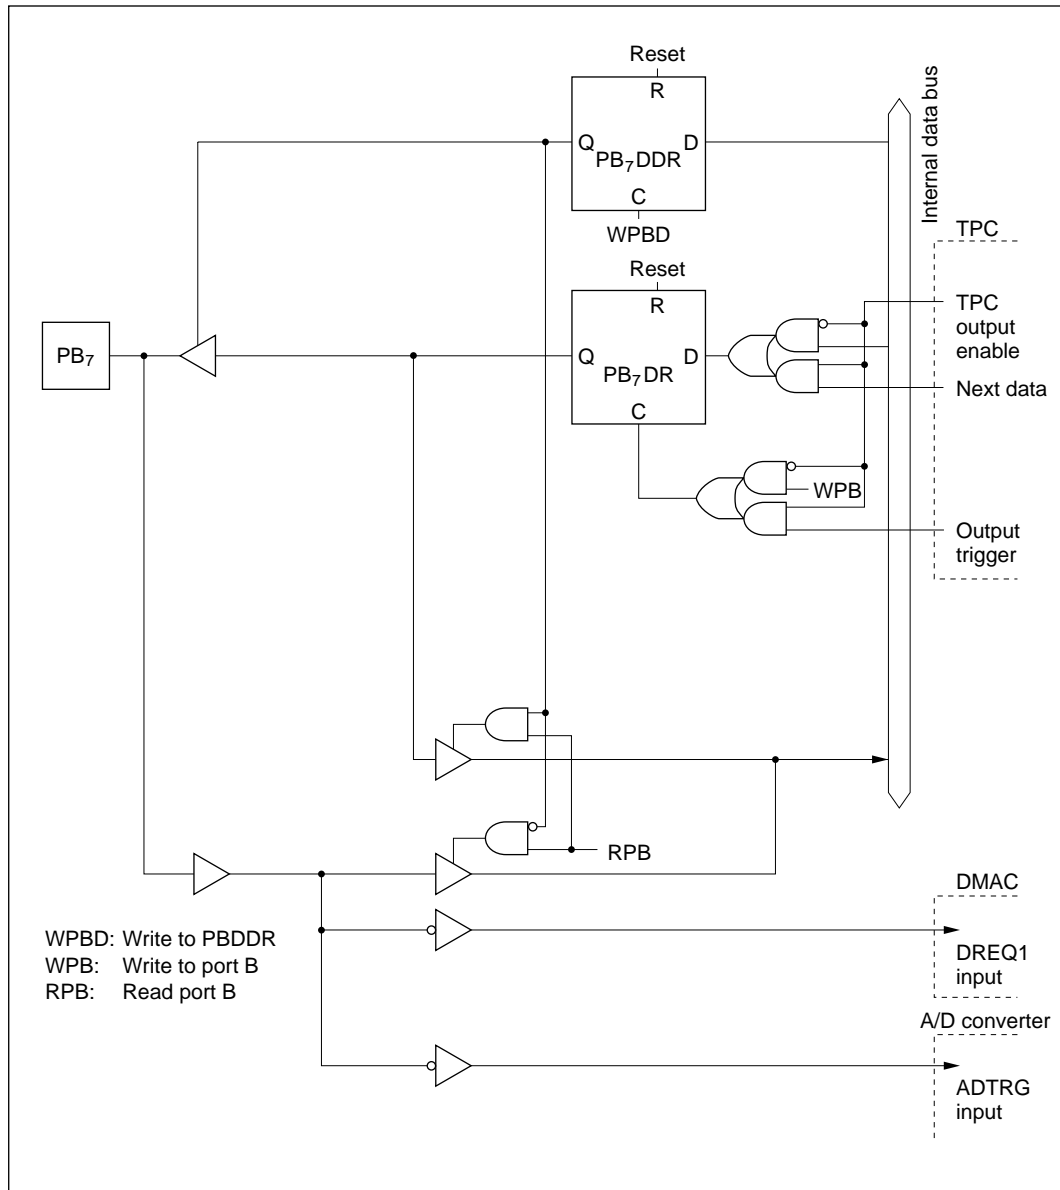 Reset
R
Q
D
PB7DDR
C
WPBD
Internal data bus
TPC
Reset
R
TPC
output
enable
PB7
Q
D
PB7DR
C
Next data
WPB
Output
trigger
RPB
DMAC
WPBD: Write to PBDDR
WPB: Write to port B
RPB: Read port B
DREQ1
input
A/D converter
ADTRG
input